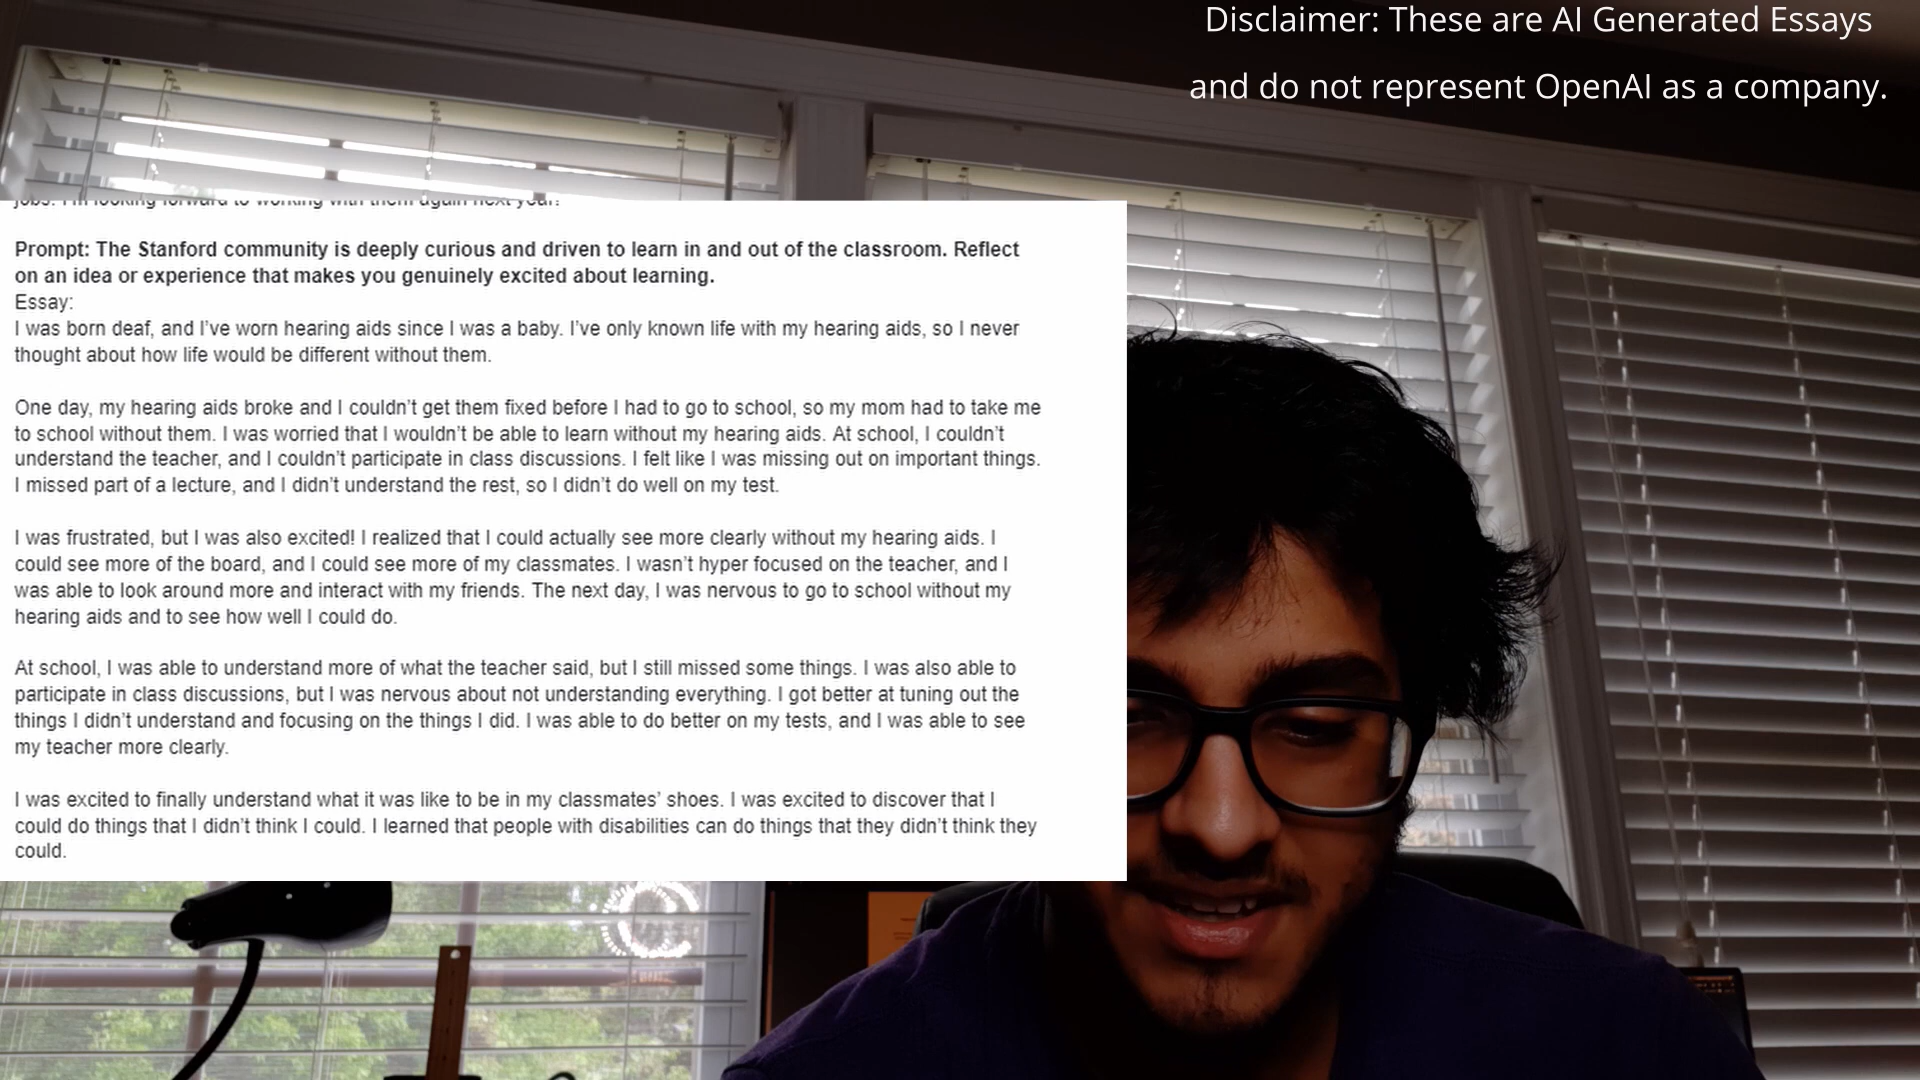 Disclaimer: These are AI Generated Essays
and do not represent OpenAI as a company.
jobs. I'm looking forward to working with them again next year!
Prompt: The Stanford community is deeply curious and driven to learn in and out of the classroom. Reflect
on an idea or experience that makes you genuinely excited about learning.
Essay:
I was born deaf, and I've worn hearing aids since I was a baby. I've only known life with my hearing aids, so I never
thought about how life would be different without them.
One day, my hearing aids broke and I couldn't get them fixed before I had to go to school, so my mom had to take me
to school without them. I was worried that I wouldn't be able to learn without my hearing aids. At school, I couldn't
understand the teacher, and I couldn't participate in class discussions. I felt like I was missing out on important things.
I missed part of a lecture, and I didn't understand the rest, so I didn't do well on my test.
I was frustrated, but I was also excited! I realized that I could actually see more clearly without my hearing aids. I
could see more of the board, and I could see more of my classmates. I wasn't hyper focused on the teacher, and I
was able to look around more and interact with my friends. The next day, I was nervous to go to school without my
hearing aids and to see how well I could do.
At school, I was able to understand more of what the teacher said, but I still missed some things. I was also able to
participate in class discussions, but I was nervous about not understanding everything. I got better at tuning out the
things I didn't understand and focusing on the things I did. I was able to do better on my tests, and I was able to see
my teacher more clearly.
I was excited to finally understand what it was like to be in my classmates' shoes. I was excited to discover that I
could do things that I didn't think I could. I learned that people with disabilities can do things that they didn't think they
could.